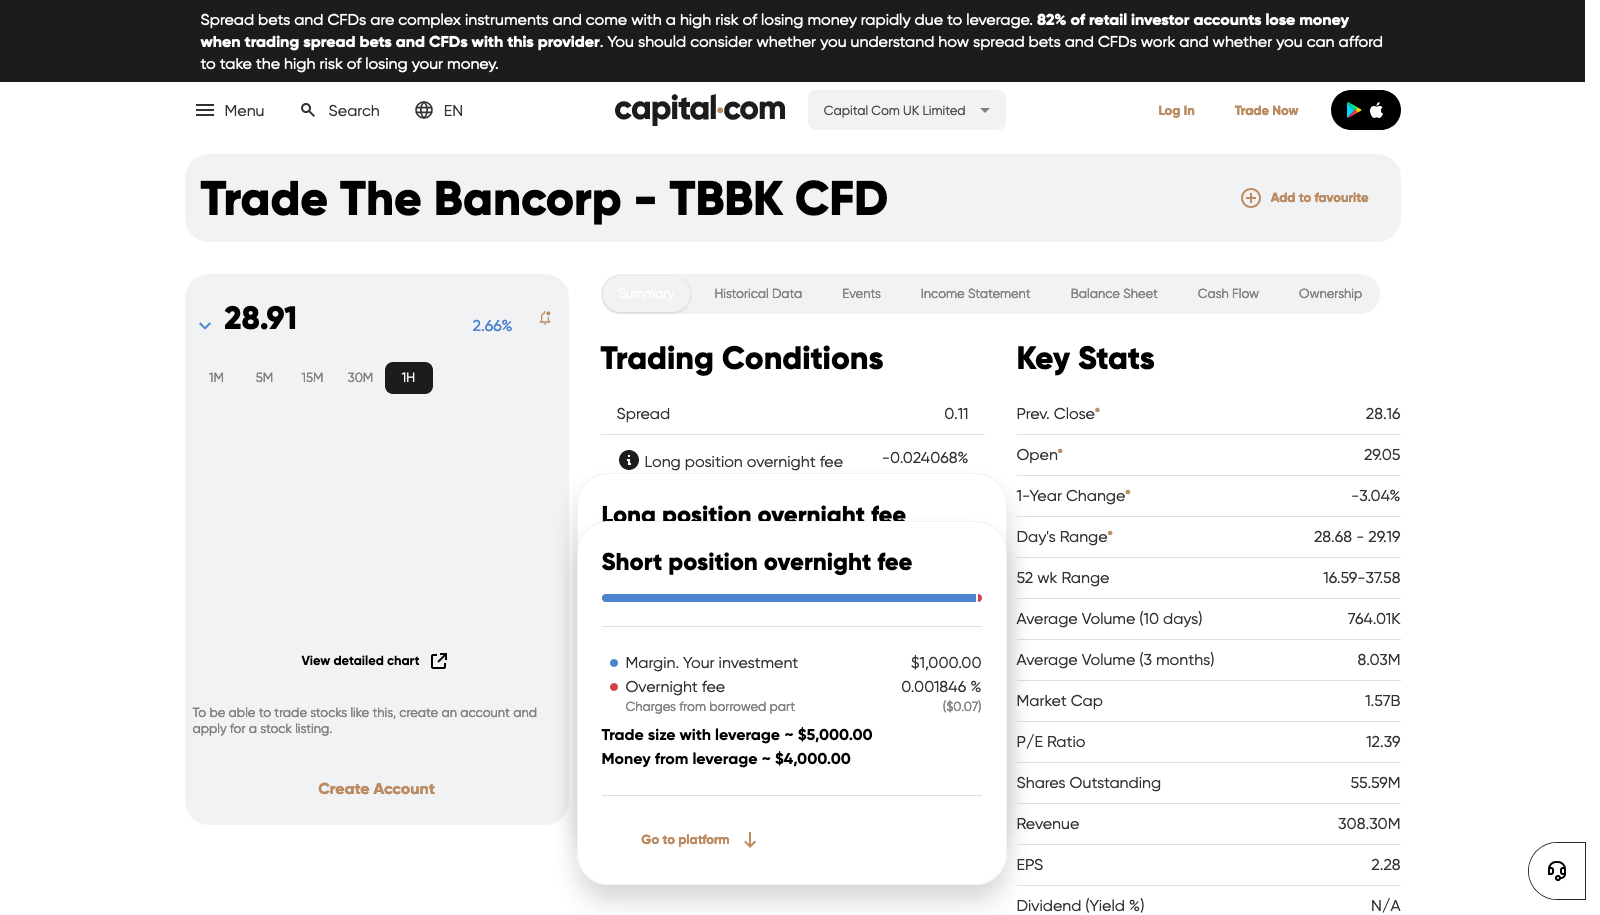 Spread bets and CFDs are complex instruments and come with a high risk of losing money rapidly due to leverage. 82% of retail investor accounts lose money
when trading spread bets and CFDs with this provider. You should consider whether you understand how spread bets and CFDs work and whether you can afford
to take the high risk of losing your money.
Menu
Search
EN
capital.com
Capital Com UK Limited
Log In
Trade Now
Trade The Bancorp - TBBK CFD
Add to favourite
28.91
2.66%
1M 5M 15M 30M 1H
View detailed chart
To be able to trade stocks like this, create an account and
apply for a stock listing.
Create Account
Summary Historical Data Events Income Statement Balance Sheet Cash Flow Ownership
Trading Conditions
Spread 0.11
Long position overnight fee -0.024068%
Long position overnight fee
Short position overnight fee
Margin. Your investment $1,000.00
Overnight fee 0.001846 %
Charges from borrowed part ($0.07)
Trade size with leverage ~ $5,000.00
Money from leverage ~ $4,000.00
Go to platform
Key Stats
Prev. Close* 28.16
Open* 29.05
1-Year Change* -3.04%
Day's Range* 28.68 - 29.19
52 wk Range 16.59-37.58
Average Volume (10 days) 764.01K
Average Volume (3 months) 8.03M
Market Cap 1.57B
P/E Ratio 12.39
Shares Outstanding 55.59M
Revenue 308.30M
EPS 2.28
Dividend (Yield %) N/A